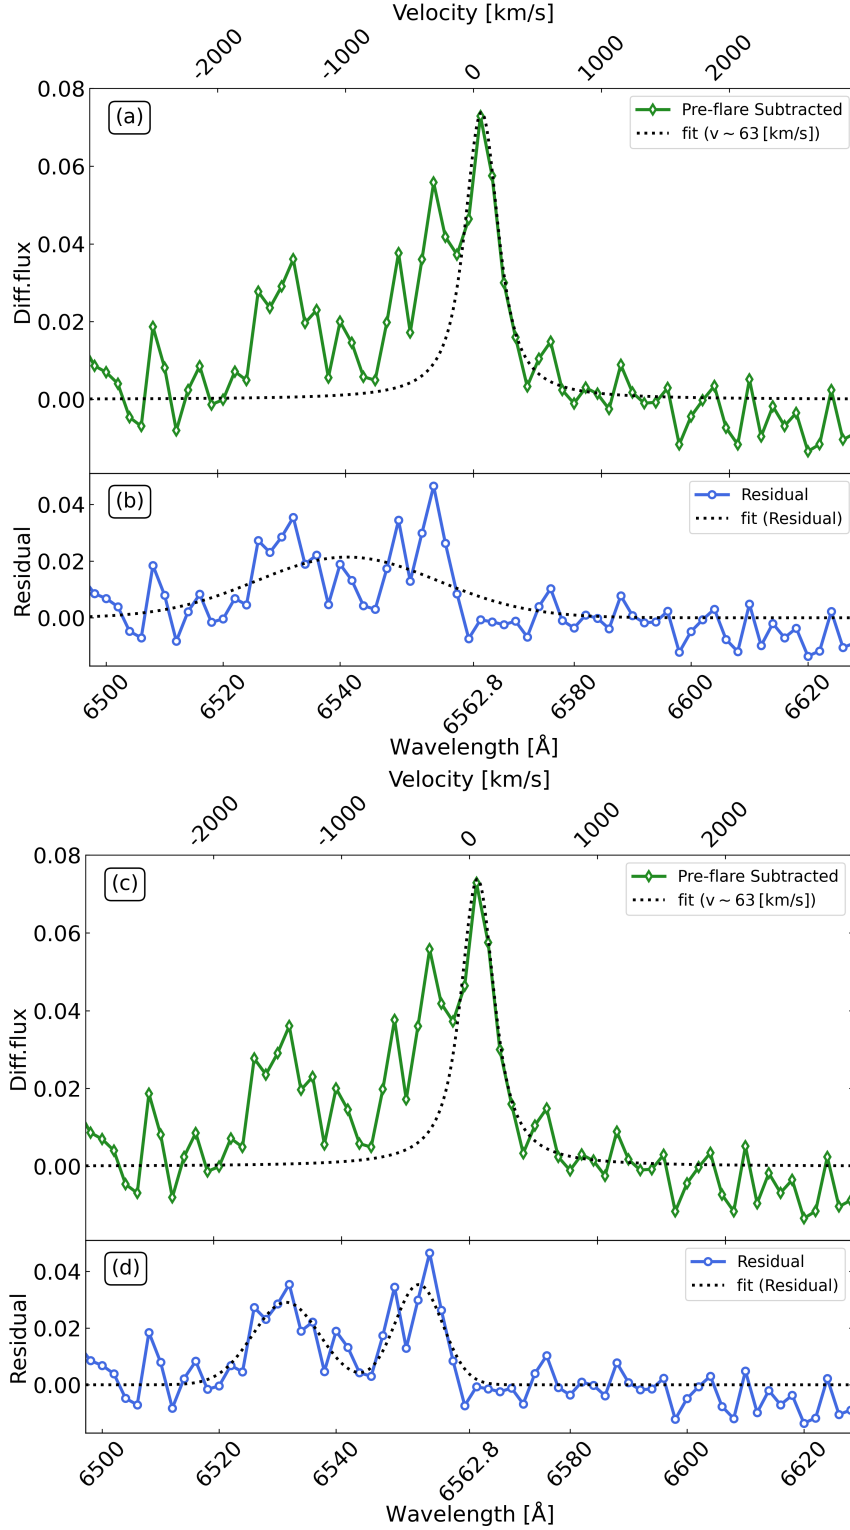 Velocity [km/s]
-2000 -1000 0 1000 2000
0.08
(a)
Pre-flare Subtracted
fit (v ~ 63 [km/s])
0.06
0.04
0.02
0.00
Diff.flux
(b)
Residual
fit (Residual)
0.04
0.02
0.00
Residual
6500 6520 6540 6562.8 6580 6600 6620
Wavelength [Å]
Velocity [km/s]
-2000 -1000 0 1000 2000
0.08
(c)
Pre-flare Subtracted
fit (v ~ 63 [km/s])
0.06
0.04
0.02
0.00
Diff.flux
(d)
Residual
fit (Residual)
0.04
0.02
0.00
Residual
6500 6520 6540 6562.8 6580 6600 6620
Wavelength [Å]